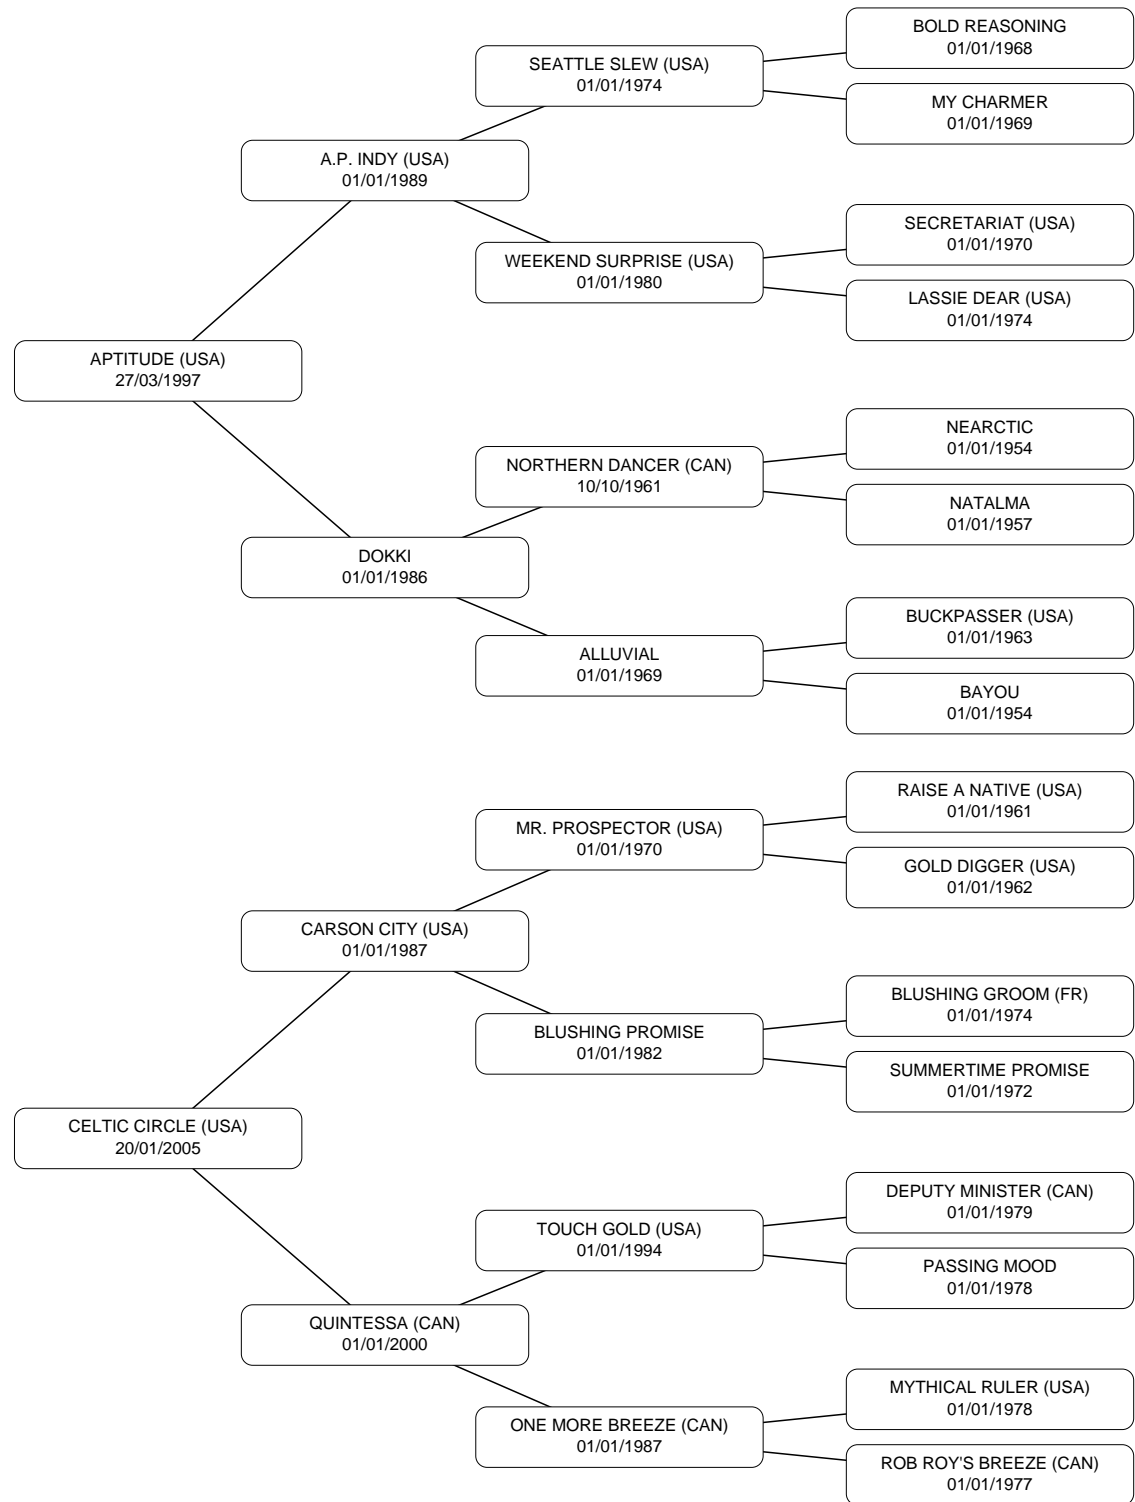 BOLD REASONING
01/01/1968
SEATTLE SLEW (USA)
01/01/1974
MY CHARMER
01/01/1969
A.P. INDY (USA)
01/01/1989
SECRETARIAT (USA)
01/01/1970
WEEKEND SURPRISE (USA)
01/01/1980
LASSIE DEAR (USA)
01/01/1974
APTITUDE (USA)
27/03/1997
NEARCTIC
01/01/1954
NORTHERN DANCER (CAN)
10/10/1961
NATALMA
01/01/1957
DOKKI
01/01/1986
BUCKPASSER (USA)
01/01/1963
ALLUVIAL
01/01/1969
BAYOU
01/01/1954
RAISE A NATIVE (USA)
01/01/1961
MR. PROSPECTOR (USA)
01/01/1970
GOLD DIGGER (USA)
01/01/1962
CARSON CITY (USA)
01/01/1987
BLUSHING GROOM (FR)
01/01/1974
BLUSHING PROMISE
01/01/1982
SUMMERTIME PROMISE
01/01/1972
CELTIC CIRCLE (USA)
20/01/2005
DEPUTY MINISTER (CAN)
01/01/1979
TOUCH GOLD (USA)
01/01/1994
PASSING MOOD
01/01/1978
QUINTESSA (CAN)
01/01/2000
MYTHICAL RULER (USA)
01/01/1978
ONE MORE BREEZE (CAN)
01/01/1987
ROB ROY'S BREEZE (CAN)
01/01/1977